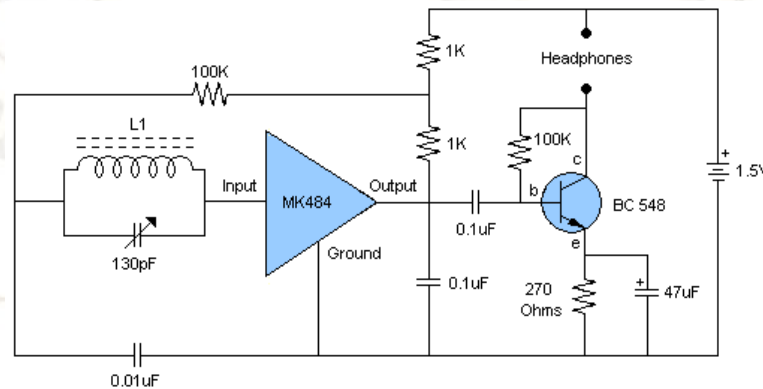 1K
Headphones
100K
L1
100K
1K
c
1.5V
Input
MK484
Output
b
BC 548
0.1uF
130pF
Ground
e
0.1uF
270
Ohms
47uF
0.01uF